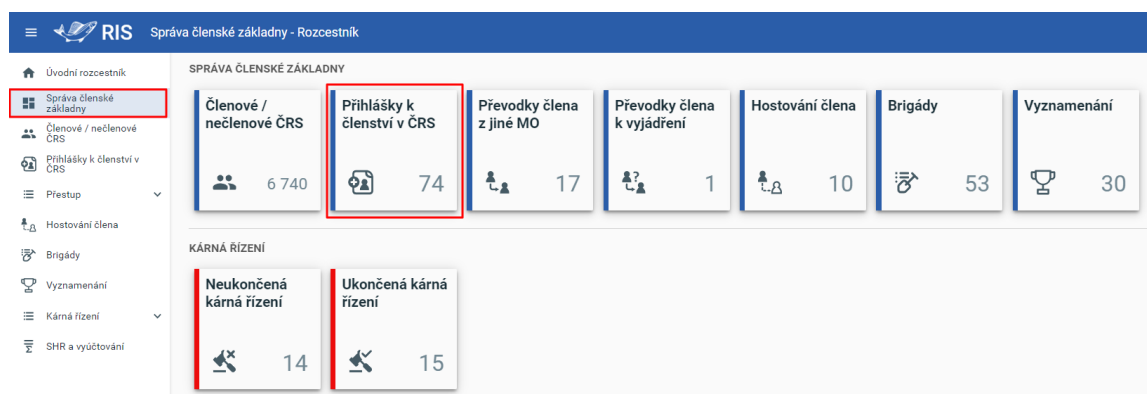 RIS Správa členské základny - Rozcestník
Úvodní rozcestník
Správa členské
základny
Členové / nečlenové
ČRS
Přihlášky k členství v
ČRS
Přestup
Hostování člena
Brigády
Vyznamenání
Kárná řízení
SHR a vyúčtování
SPRÁVA ČLENSKÉ ZÁKLADNY
Členové /
nečlenové ČRS
6 740
Přihlášky k
členství v ČRS
74
Převodky člena
z jiné MO
17
Převodky člena
k vyjádření
1
Hostování člena
10
Brigády
53
Vyznamenání
30
KÁRNÁ ŘÍZENÍ
Neukončená
kárná řízení
14
Ukončená kárná
řízení
15